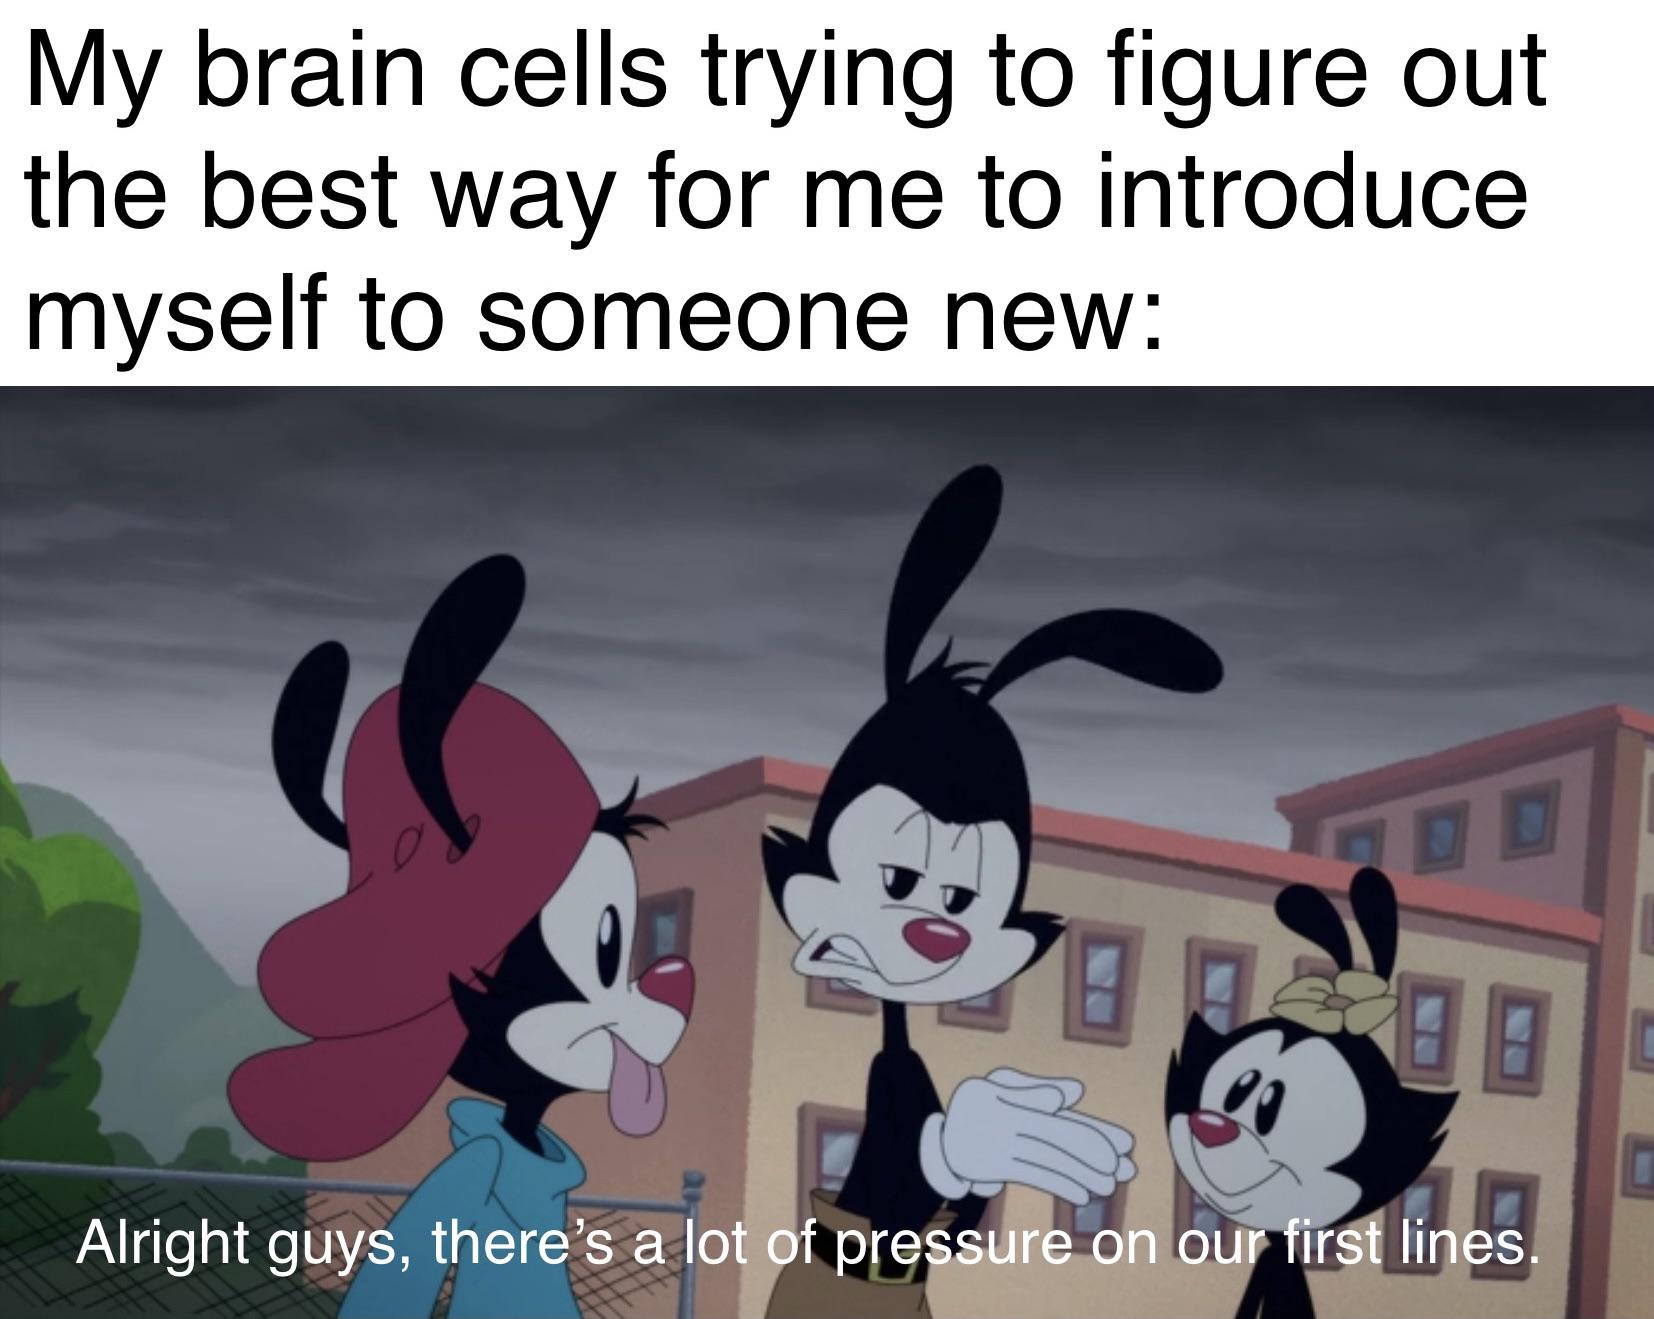 My brain cells trying to figure out
the best way for me to introduce
myself to someone new:
Alright guys, there’s a lot of pressure on our first lines.